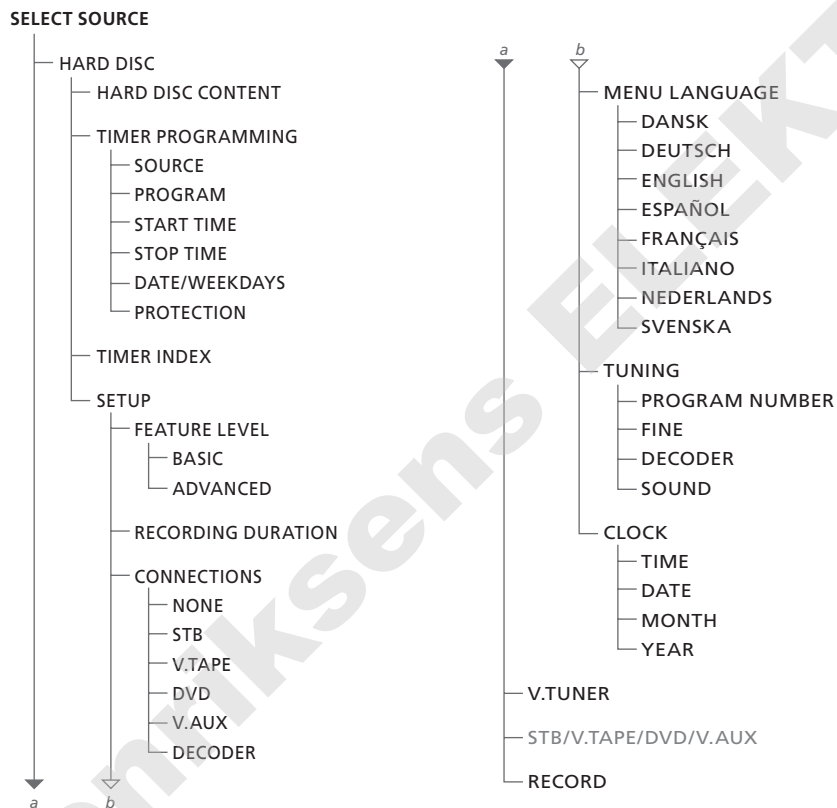 SELECT SOURCE
HARD DISC
HARD DISC CONTENT
TIMER PROGRAMMING
SOURCE
PROGRAM
START TIME
STOP TIME
DATE/WEEKDAYS
PROTECTION
TIMER INDEX
SETUP
FEATURE LEVEL
BASIC
ADVANCED
RECORDING DURATION
CONNECTIONS
NONE
STB
V.TAPE
DVD
V.AUX
DECODER
a
b
a
b
MENU LANGUAGE
DANSK
DEUTSCH
ENGLISH
ESPAÑOL
FRANÇAIS
ITALIANO
NEDERLANDS
SVENSKA
TUNING
PROGRAM NUMBER
FINE
DECODER
SOUND
CLOCK
TIME
DATE
MONTH
YEAR
V.TUNER
STB/V.TAPE/DVD/V.AUX
RECORD